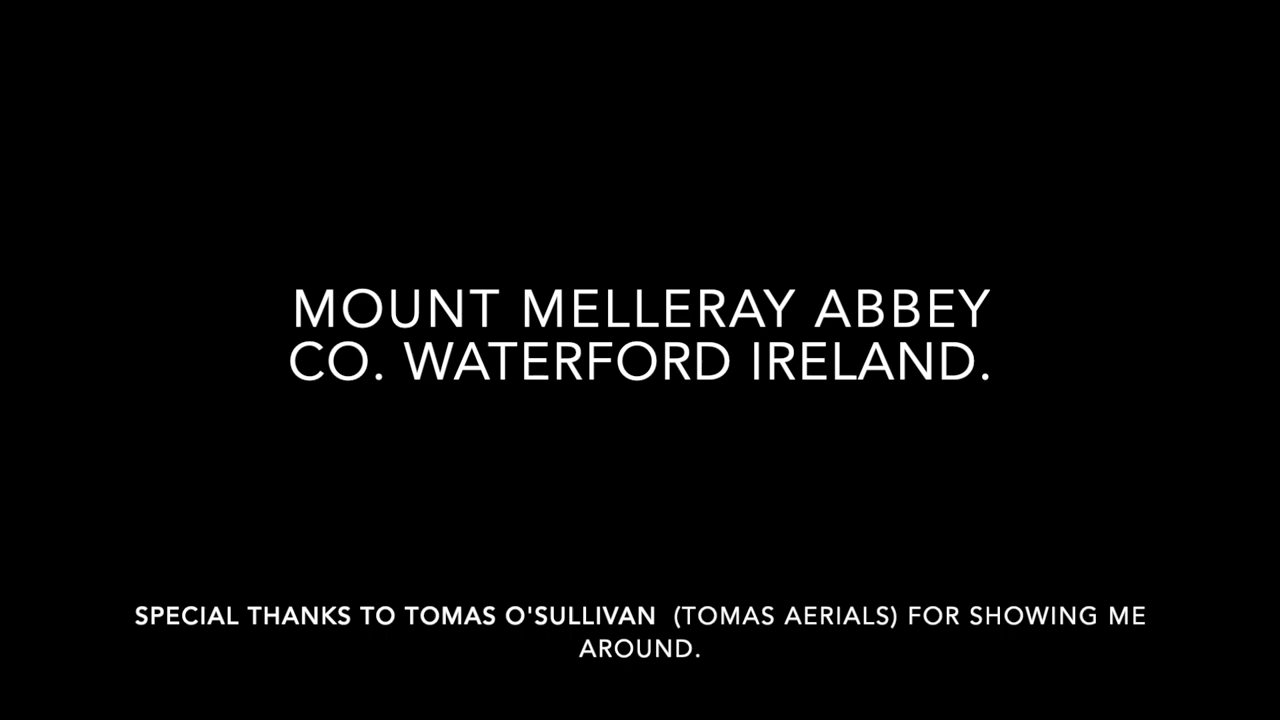 MOUNT MELLERAY ABBEY
CO. WATERFORD IRELAND.
SPECIAL THANKS TO TOMAS O'SULLIVAN (TOMAS AERIALS) FOR SHOWING ME
AROUND.